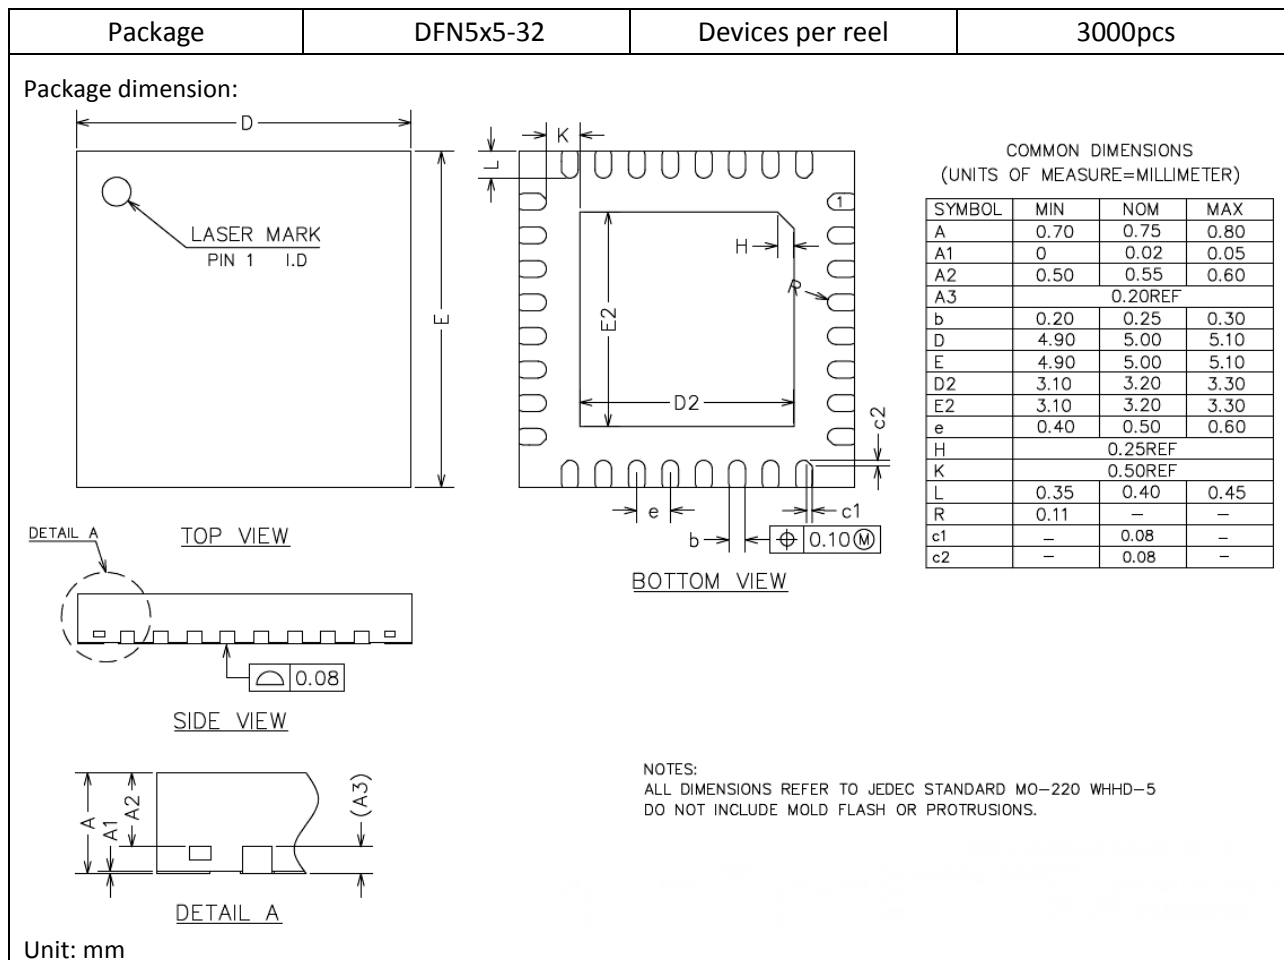 Package DFN5x5-32 Devices per reel 3000pcs
Package dimension:
D
LASER MARK
PIN 1 I.D
E
TOP VIEW
K
L
1
H
R
E2
D2
c2
e
c1
b
0.10 Ⓜ
BOTTOM VIEW
COMMON DIMENSIONS
(UNITS OF MEASURE=MILLIMETER)
SYMBOL MIN NOM MAX
A 0.70 0.75 0.80
A1 0 0.02 0.05
A2 0.50 0.55 0.60
A3 0.20REF
b 0.20 0.25 0.30
D 4.90 5.00 5.10
E 4.90 5.00 5.10
D2 3.10 3.20 3.30
E2 3.10 3.20 3.30
e 0.40 0.50 0.60
H 0.25REF
K 0.50REF
L 0.35 0.40 0.45
R 0.11 – –
c1 – 0.08 –
c2 – 0.08 –
DETAIL A
0.08
SIDE VIEW
A
A1
A2
(A3)
DETAIL A
NOTES:
ALL DIMENSIONS REFER TO JEDEC STANDARD MO-220 WHHD-5
DO NOT INCLUDE MOLD FLASH OR PROTRUSIONS.
Unit: mm